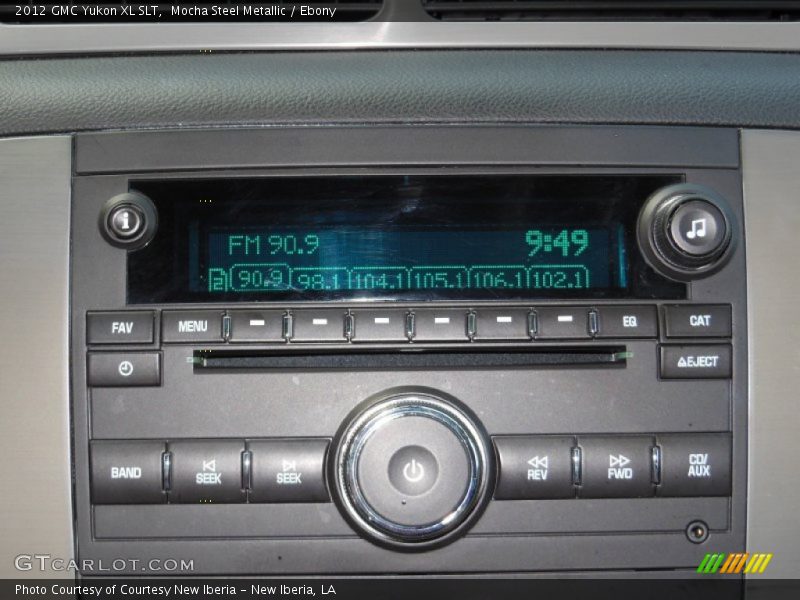 2012 GMC Yukon XL SLT,  Mocha Steel Metallic / Ebony
i
FM 90.9
9:49
2 90.9 98.1 104.1 105.1 106.1 102.1
FAV
MENU
EQ
CAT
EJECT
BAND
SEEK
SEEK
REV
FWD
CD/
AUX
GTCARLOT.COM
Photo Courtesy of Courtesy New Iberia - New Iberia, LA